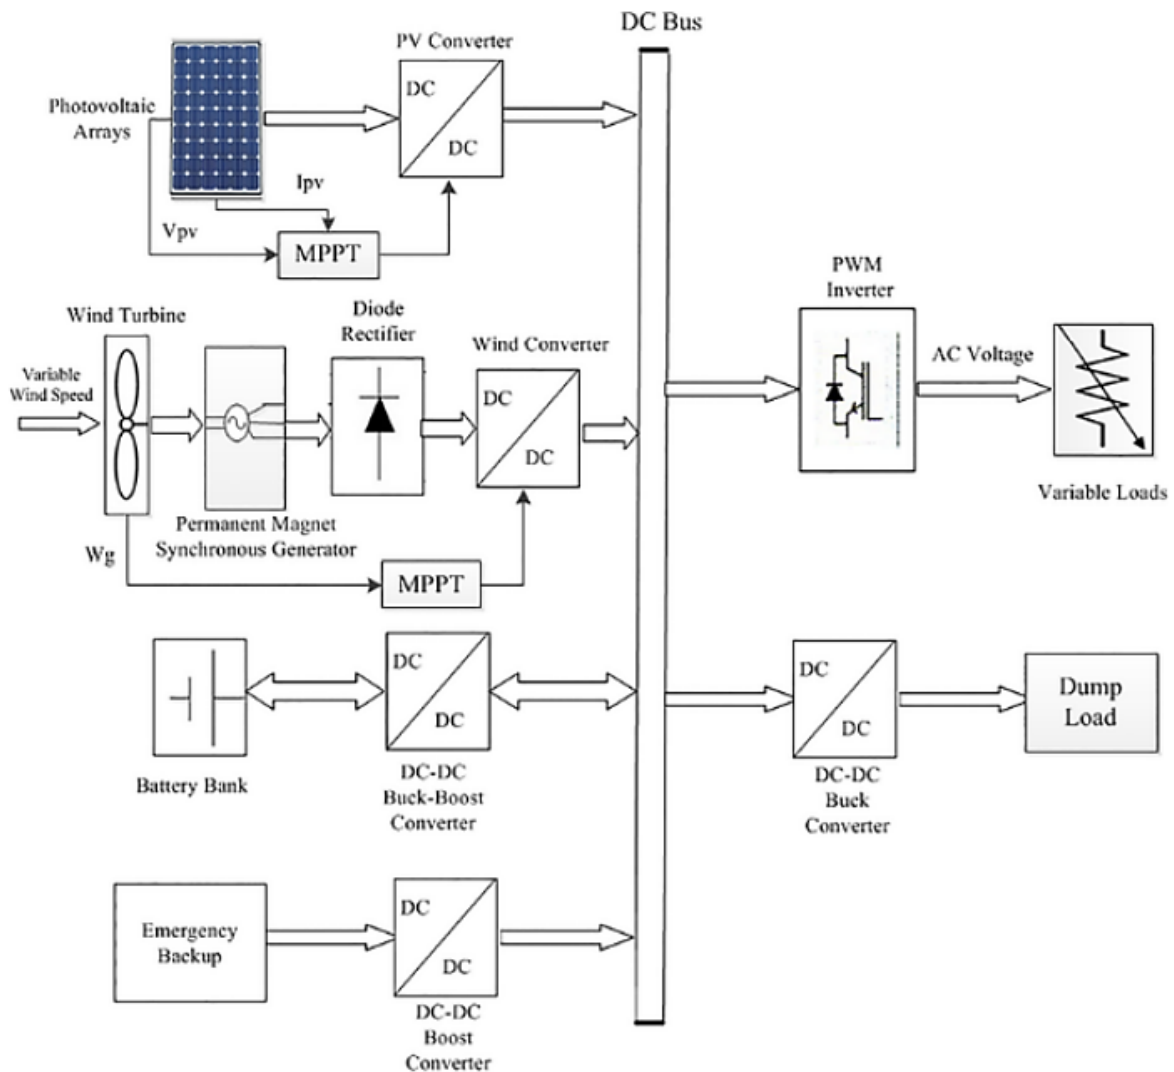 DC Bus
PV Converter
DC
DC
Photovoltaic
Arrays
Ipv
Vpv
MPPT
PWM
Inverter
Wind Turbine
Diode
Rectifier
Wind Converter
AC Voltage
Variable
Wind Speed
DC
DC
Variable Loads
Permanent Magnet
Synchronous Generator
Wg
MPPT
DC
DC
DC
DC
Dump
Load
Battery Bank
DC-DC
Buck-Boost
Converter
DC-DC
Buck
Converter
Emergency
Backup
DC
DC
DC-DC
Boost
Converter